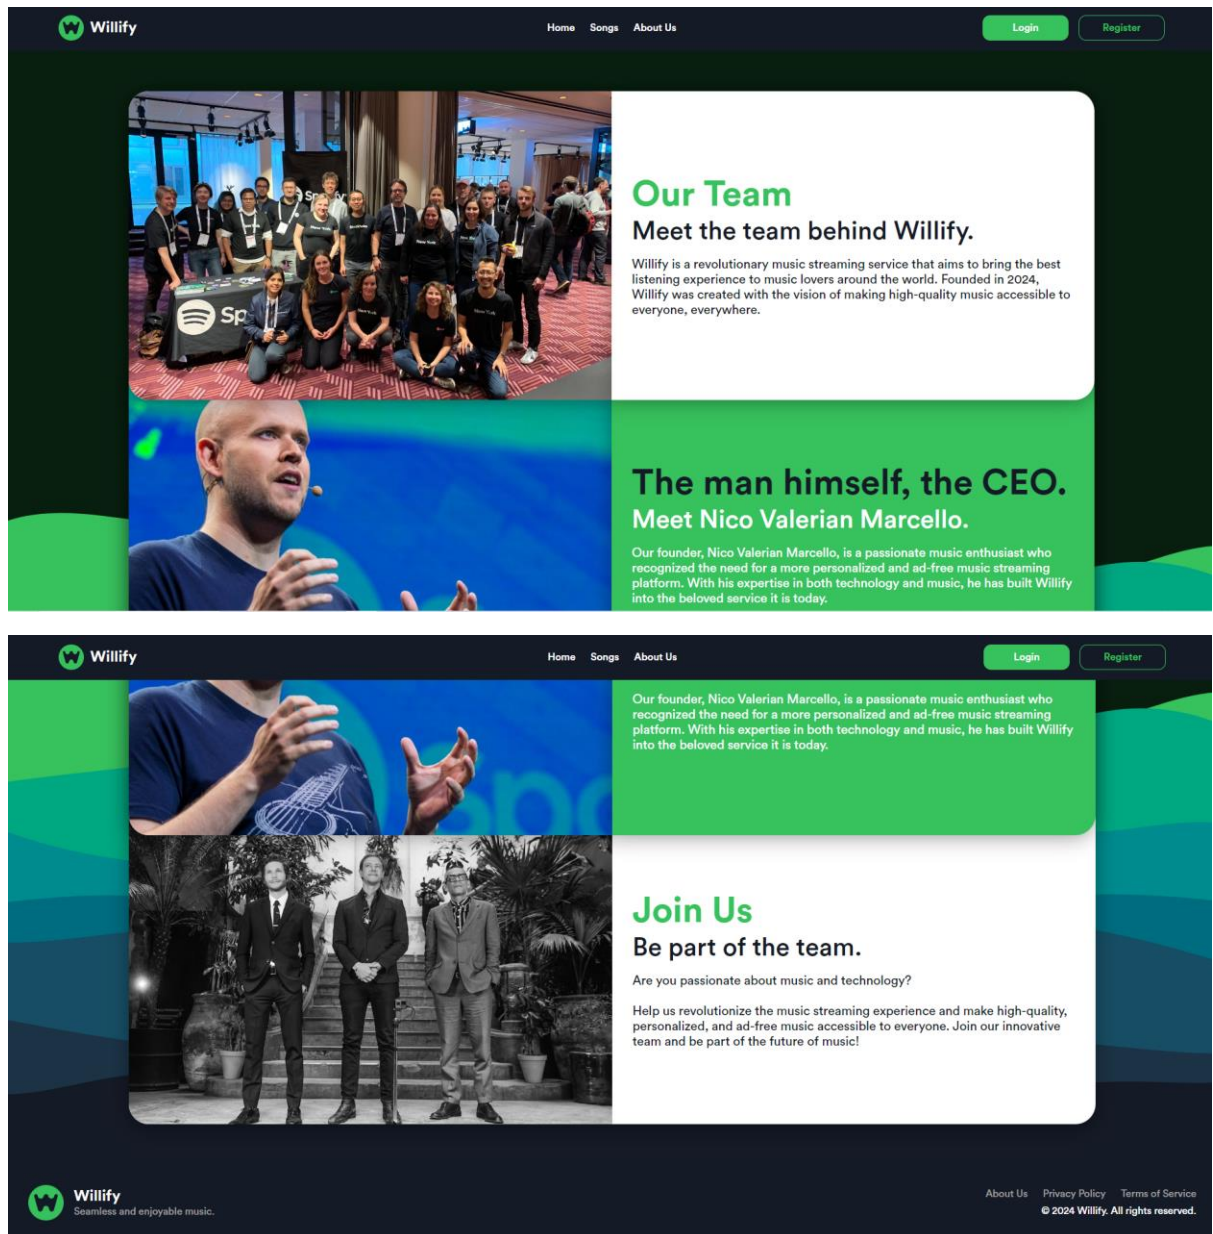 Willify
Home Songs About Us
Login Register
Spotify
New York
New York
Sp
Our Team
Meet the team behind Willify.
Willify is a revolutionary music streaming service that aims to bring the best
listening experience to music lovers around the world. Founded in 2024,
Willify was created with the vision of making high-quality music accessible to
everyone, everywhere.
The man himself, the CEO.
Meet Nico Valerian Marcello.
Our founder, Nico Valerian Marcello, is a passionate music enthusiast who
recognized the need for a more personalized and ad-free music streaming
platform. With his expertise in both technology and music, he has built Willify
into the beloved service it is today.
Willify
Home Songs About Us
Login Register
Our founder, Nico Valerian Marcello, is a passionate music enthusiast who
recognized the need for a more personalized and ad-free music streaming
platform. With his expertise in both technology and music, he has built Willify
into the beloved service it is today.
Spo
Join Us
Be part of the team.
Are you passionate about music and technology?
Help us revolutionize the music streaming experience and make high-quality,
personalized, and ad-free music accessible to everyone. Join our innovative
team and be part of the future of music!
Willify
Seamless and enjoyable music.
About Us Privacy Policy Terms of Service
© 2024 Willify. All rights reserved.